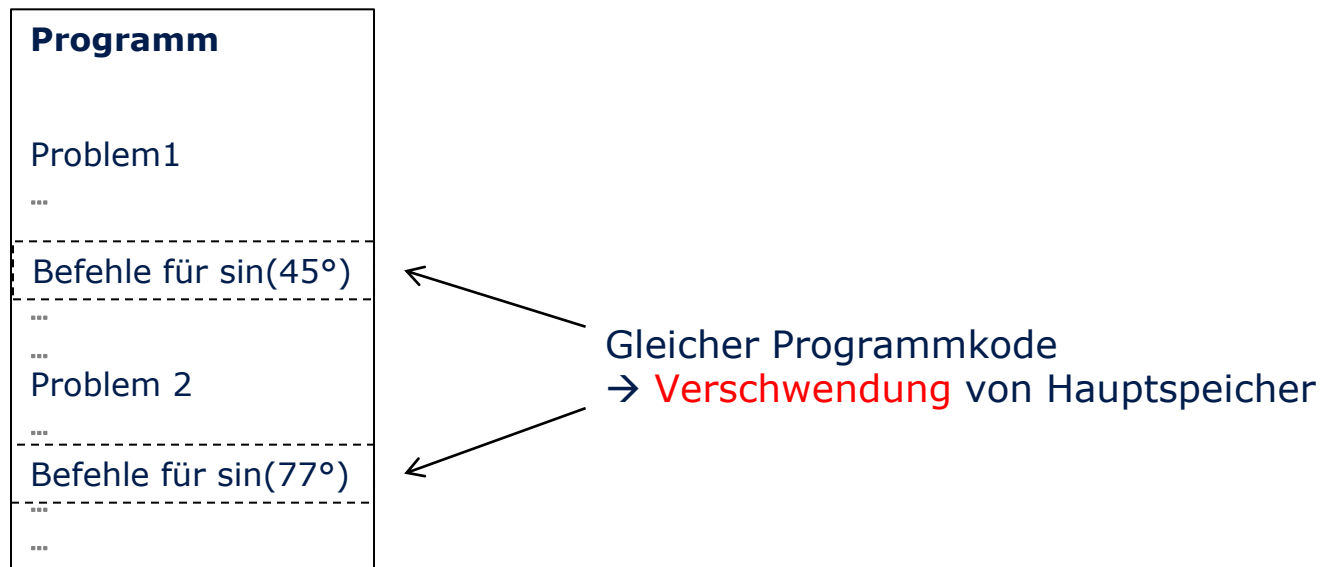 Programm
Problem1
…
Befehle für sin(45°)
…
…
Problem 2
…
Befehle für sin(77°)
…
…
Gleicher Programmkode
→ Verschwendung von Hauptspeicher